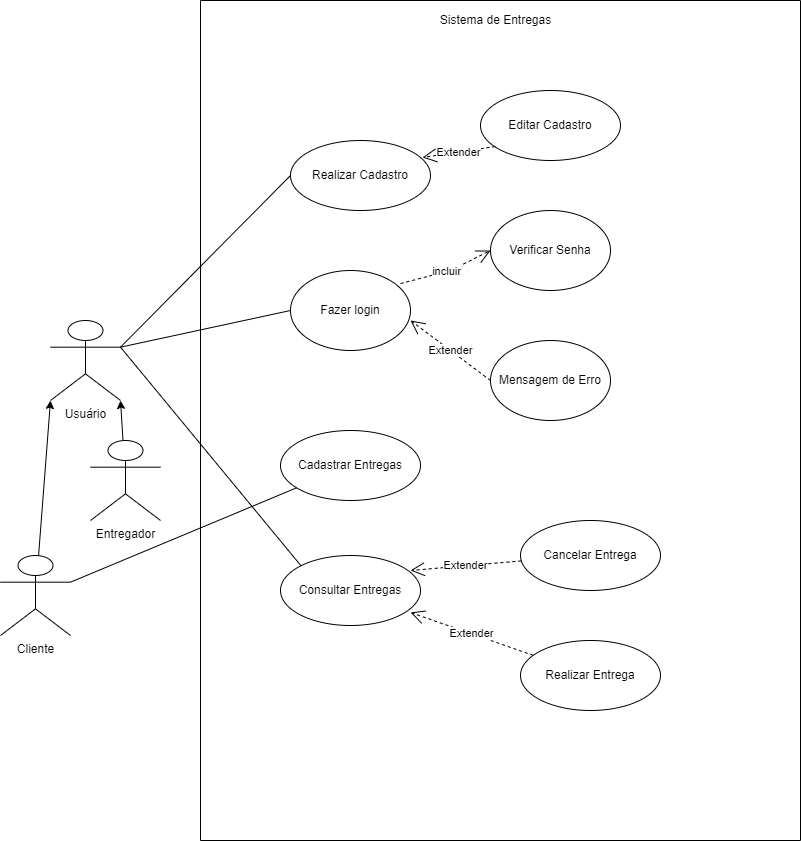 Sistema de Entregas
Editar Cadastro
Extender
Realizar Cadastro
Verificar Senha
incluir
Fazer login
Extender
Mensagem de Erro
Usuário
Cadastrar Entregas
Entregador
Cancelar Entrega
Extender
Consultar Entregas
Extender
Cliente
Realizar Entrega